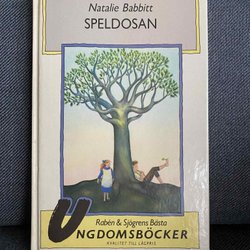 Natalie Babbitt
SPELDOSAN
Rabén & Sjögrens Bästa
UNGDOMSBÖCKER
KVALITET TILL LÅGPRIS